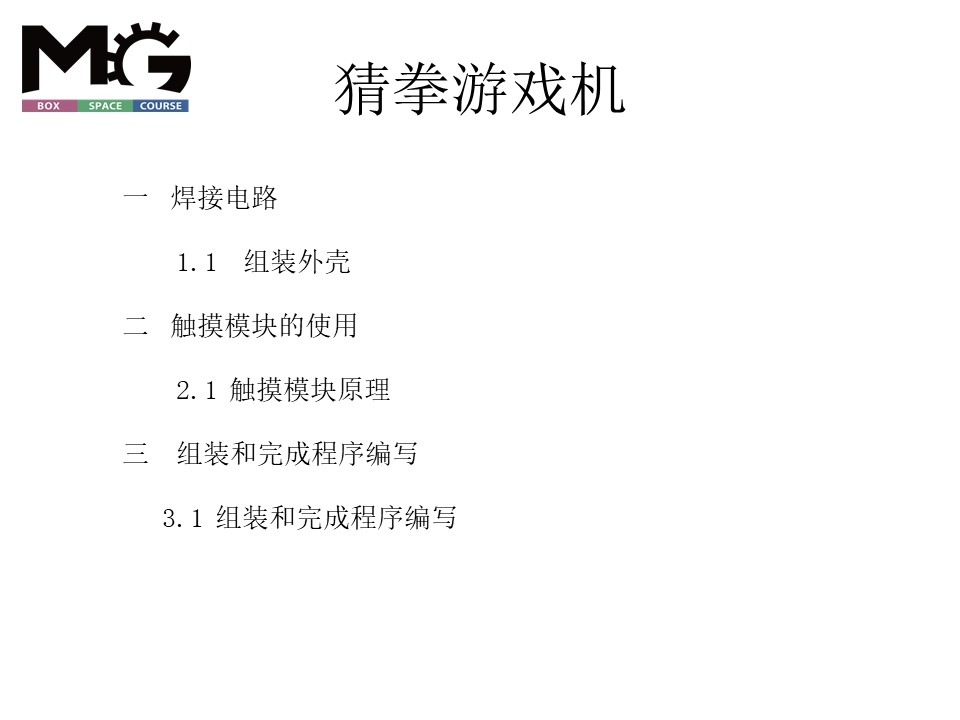 MG
BOX SPACE COURSE
猜拳游戏机
一 焊接电路
1.1 组装外壳
二 触摸模块的使用
2.1 触摸模块原理
三 组装和完成程序编写
3.1 组装和完成程序编写